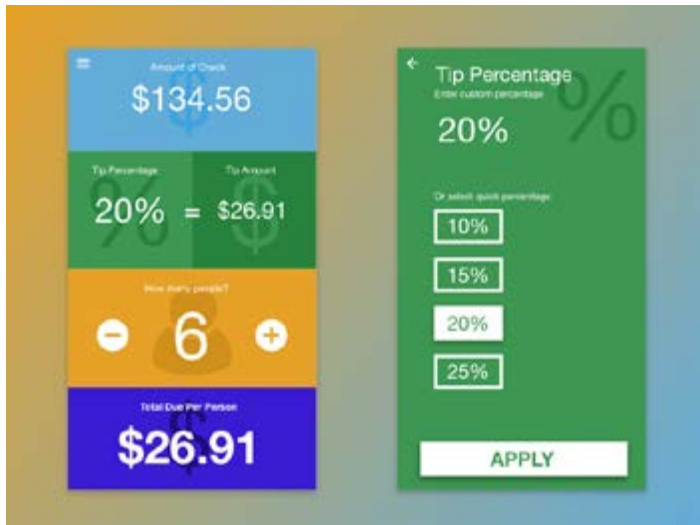 Amount of Check
$134.56
Tip Percentage
Tip Amount
20% = $26.91
How many people?
6
Total Due Per Person
$26.91
Tip Percentage
Enter custom percentage
20%
Or select quick percentage:
10%
15%
20%
25%
APPLY